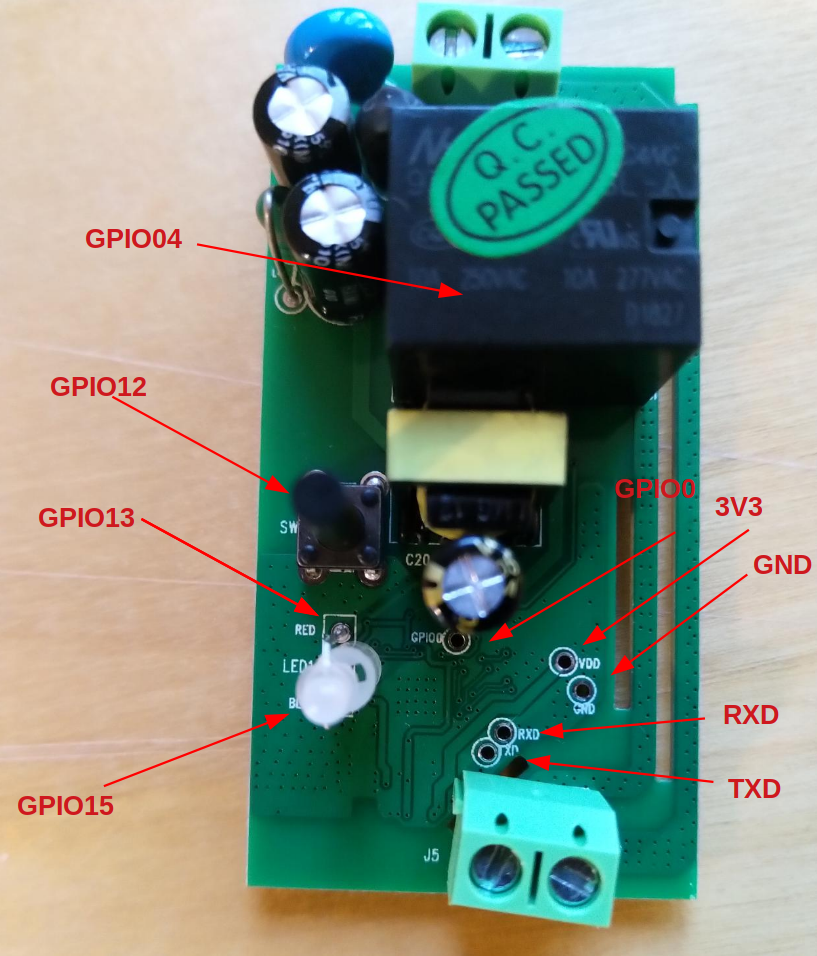 Q.C.
PASSED
GPIO04
10A 250VAC 10A 277VAC
GPIO12
GPIO13
SW
GPIO0
3V3
C20
GND
RED
GPIO0
LED1
VDD
GND
RXD
RXD
TXD
GPIO15
J5